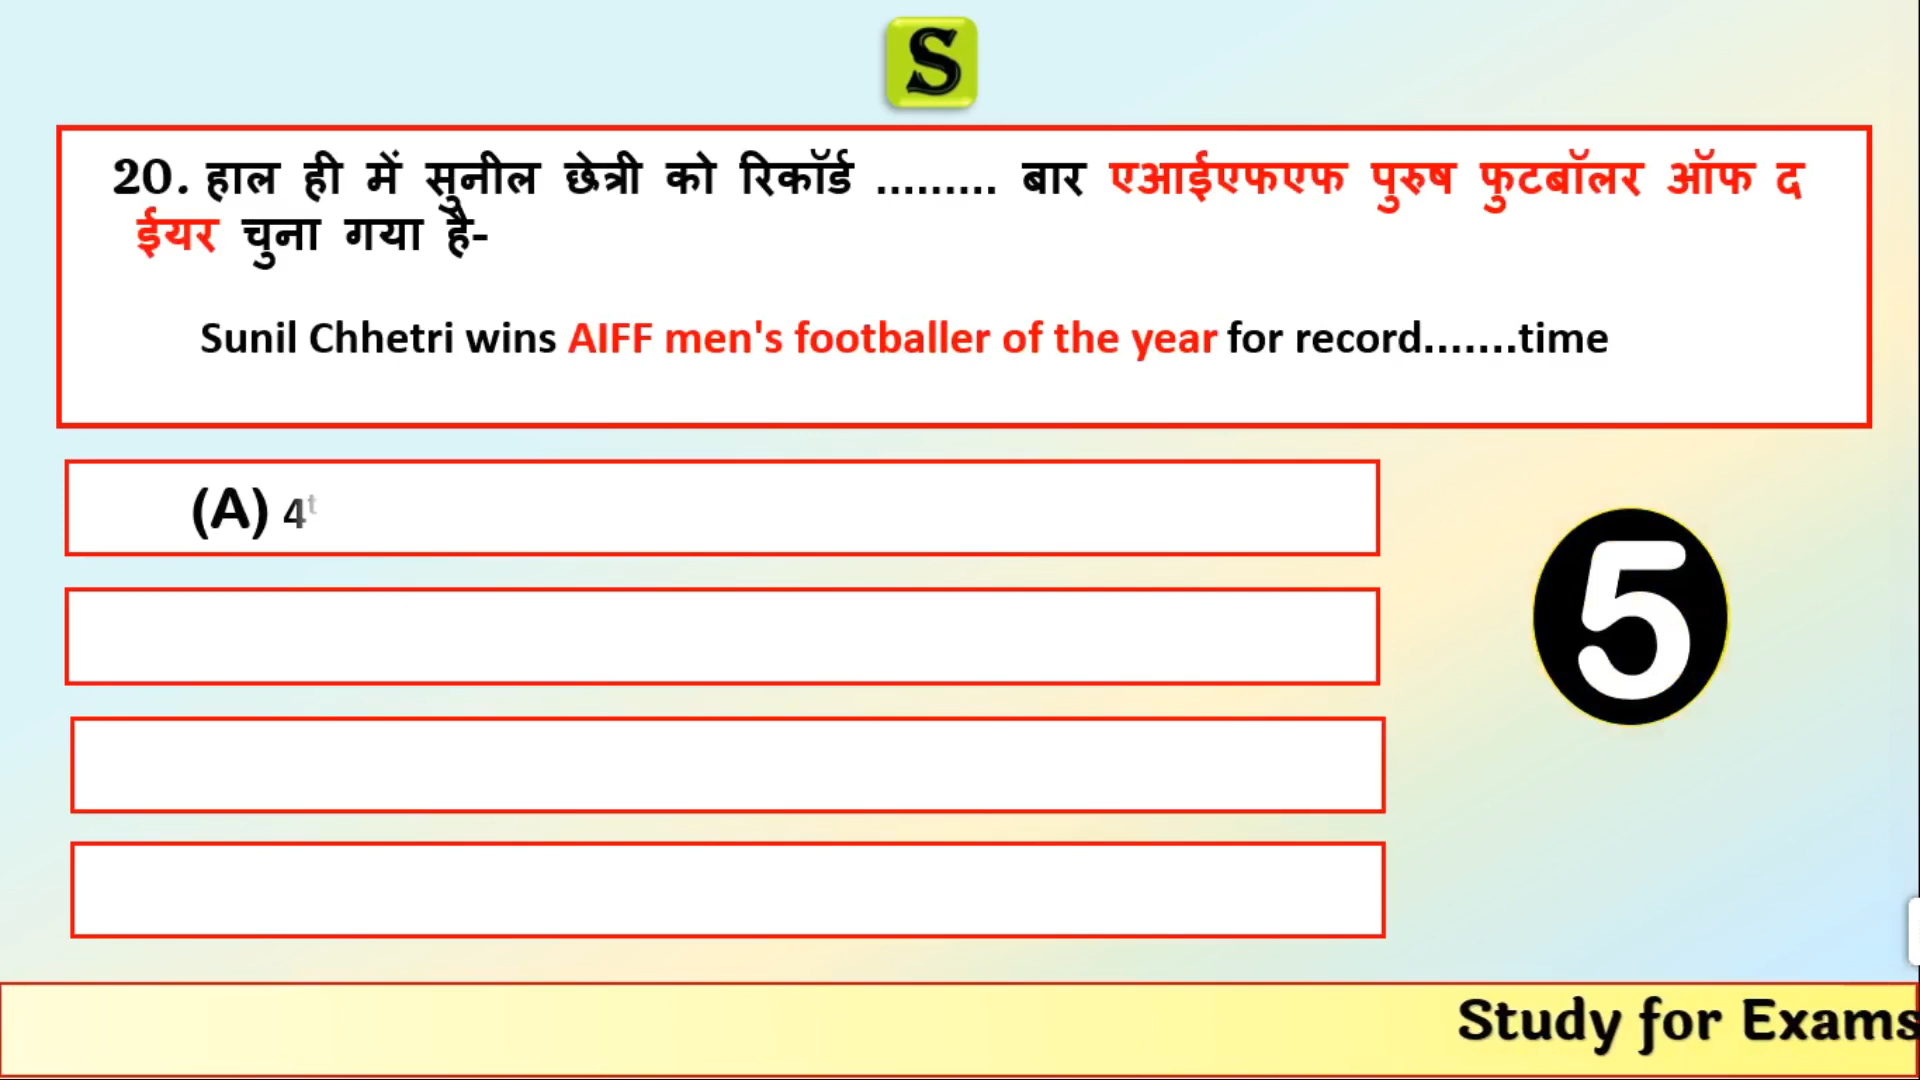 S
20. हाल ही में सुनील छेत्री को रिकॉर्ड ......... बार एआईएफएफ पुरुष फुटबॉलर ऑफ द
ईयर चुना गया है-
Sunil Chhetri wins AIFF men's footballer of the year for record.......time
(A) 4t
5
Study for Exams